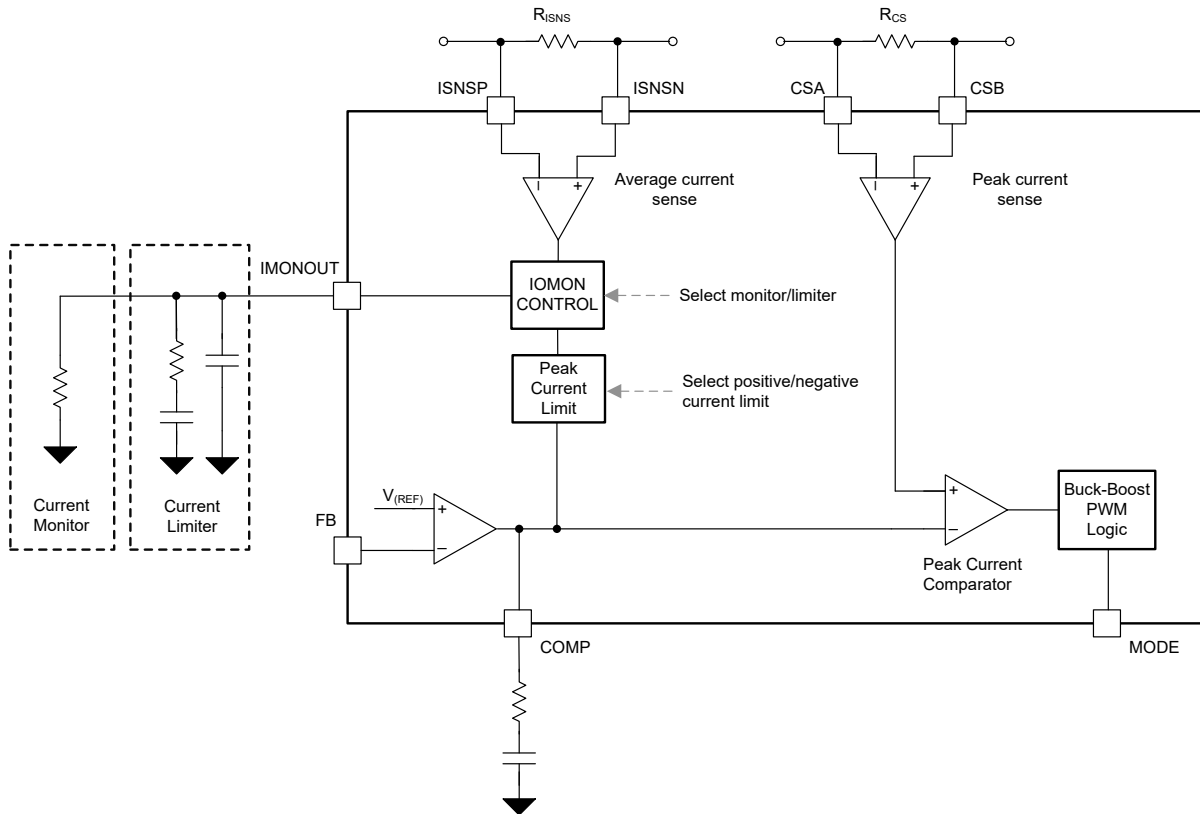 RISNS
RCS
ISNSP
ISNSN
CSA
CSB
Average current
sense
Peak current
sense
IMONOUT
IOMON
CONTROL
Select monitor/limiter
Peak
Current
Limit
Select positive/negative
current limit
Current
Monitor
Current
Limiter
V(REF)
FB
Buck-Boost
PWM
Logic
Peak Current
Comparator
COMP
MODE